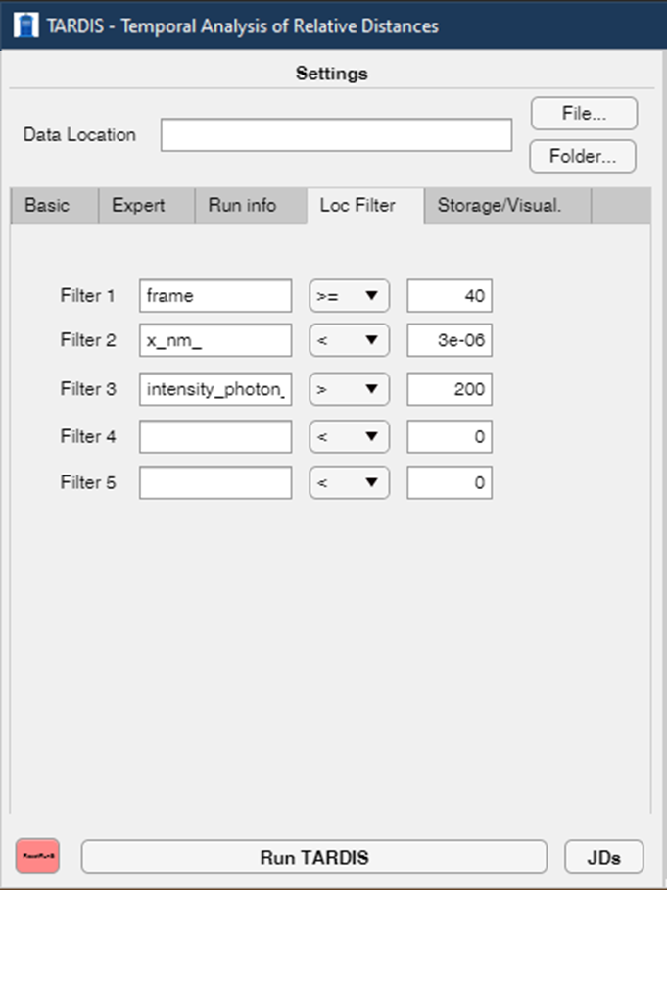 TARDIS - Temporal Analysis of Relative Distances
Settings
Data Location
File...
Folder...
Basic Expert Run info Loc Filter Storage/Visual.
Filter 1 frame >= 40
Filter 2 x_nm_ < 3e-06
Filter 3 intensity_photon_ > 200
Filter 4 < 0
Filter 5 < 0
Run TARDIS JDs